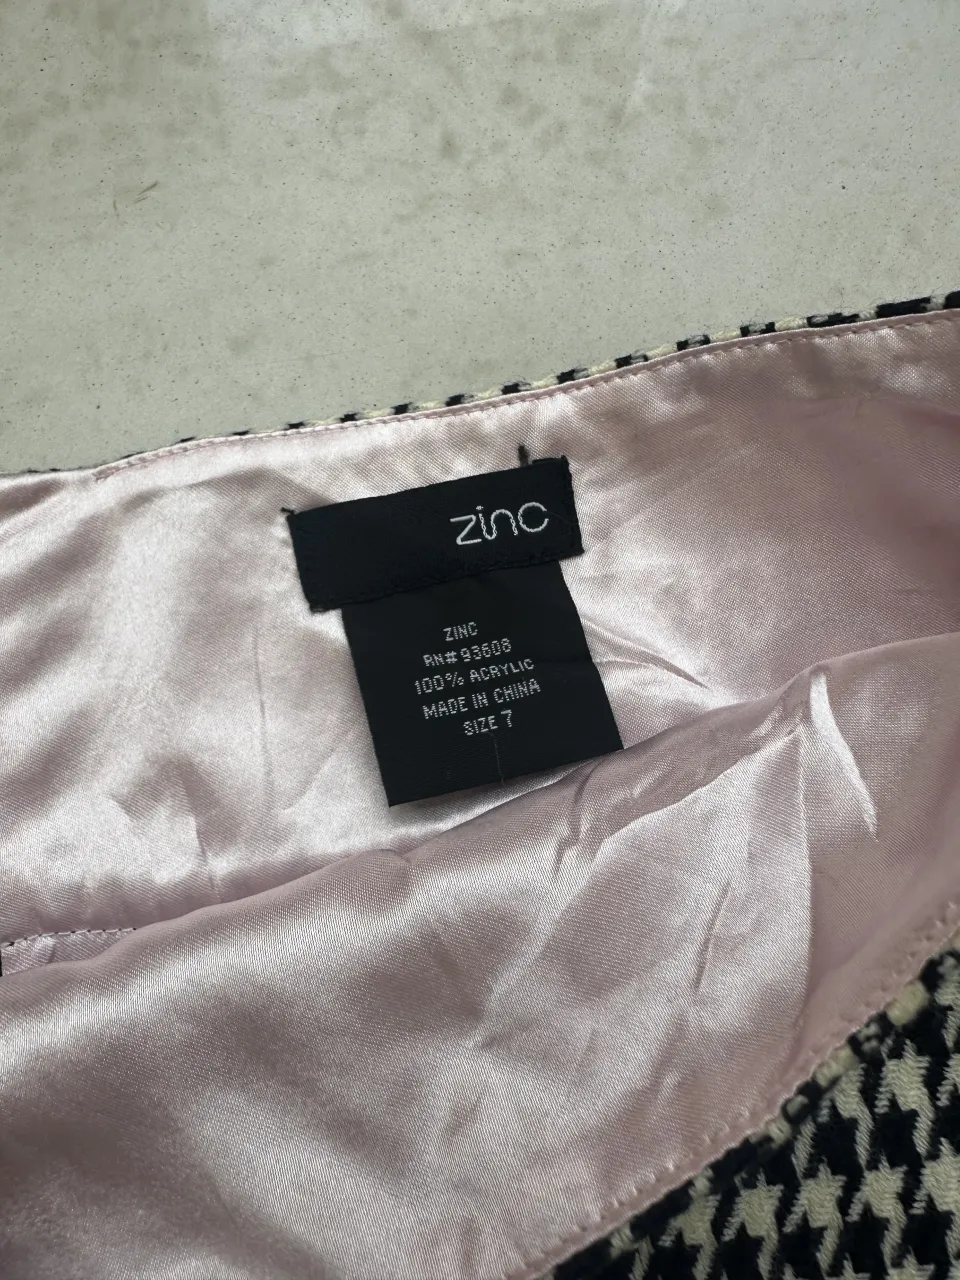 zinc
ZINC
RN# 93608
100% ACRYLIC
MADE IN CHINA
SIZE 7